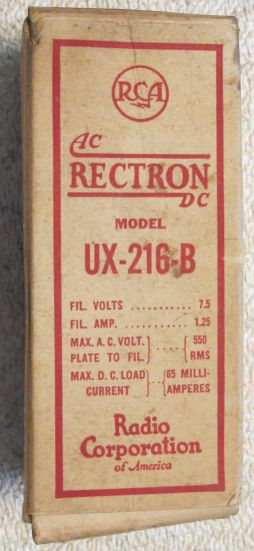 RCA
AC
RECTRON
DC
MODEL
UX-216-B
FIL. VOLTS ........... 7.5
FIL. AMP. ........... 1.25
MAX. A.C. VOLT. } ..... { 550
PLATE TO FIL. } ..... { RMS
MAX. D.C. LOAD } ... { 65 MILLI-
CURRENT } ... { AMPERES
Radio
Corporation
of America